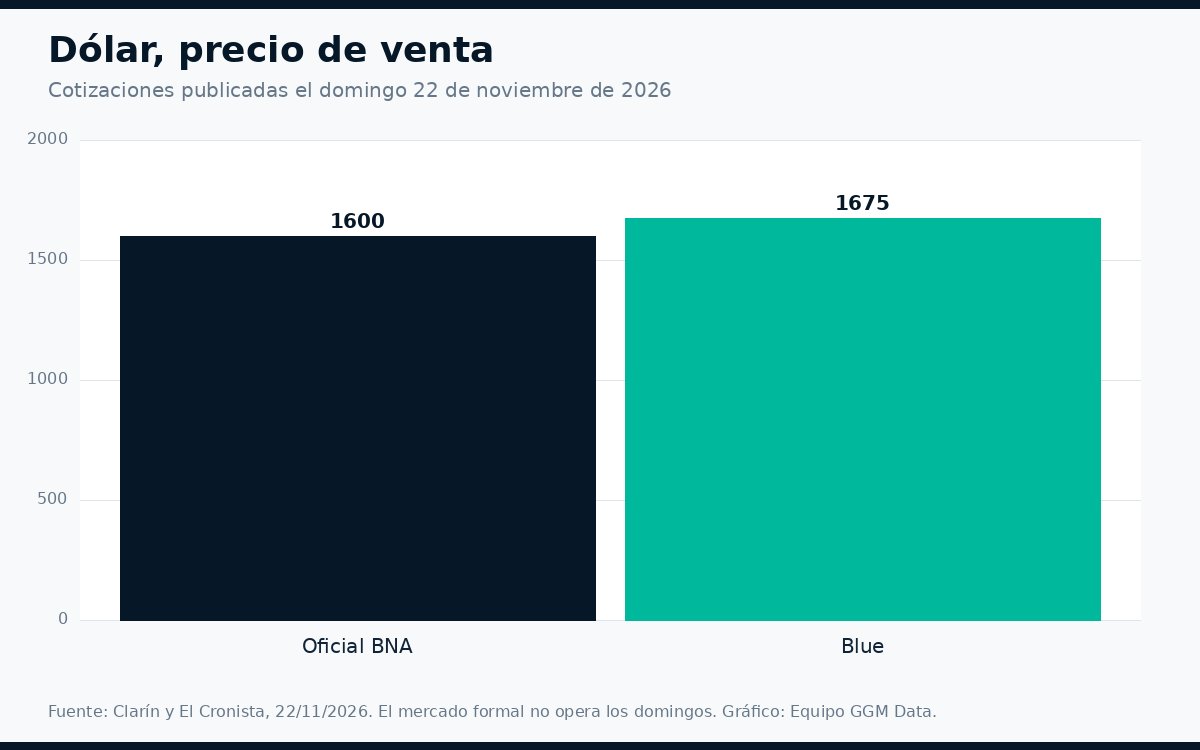 Dólar, precio de venta
Cotizaciones publicadas el domingo 22 de noviembre de 2026
2000
1500
1000
500
0
1600
1675
Oficial BNA
Blue
Fuente: Clarín y El Cronista, 22/11/2026. El mercado formal no opera los domingos. Gráfico: Equipo GGM Data.